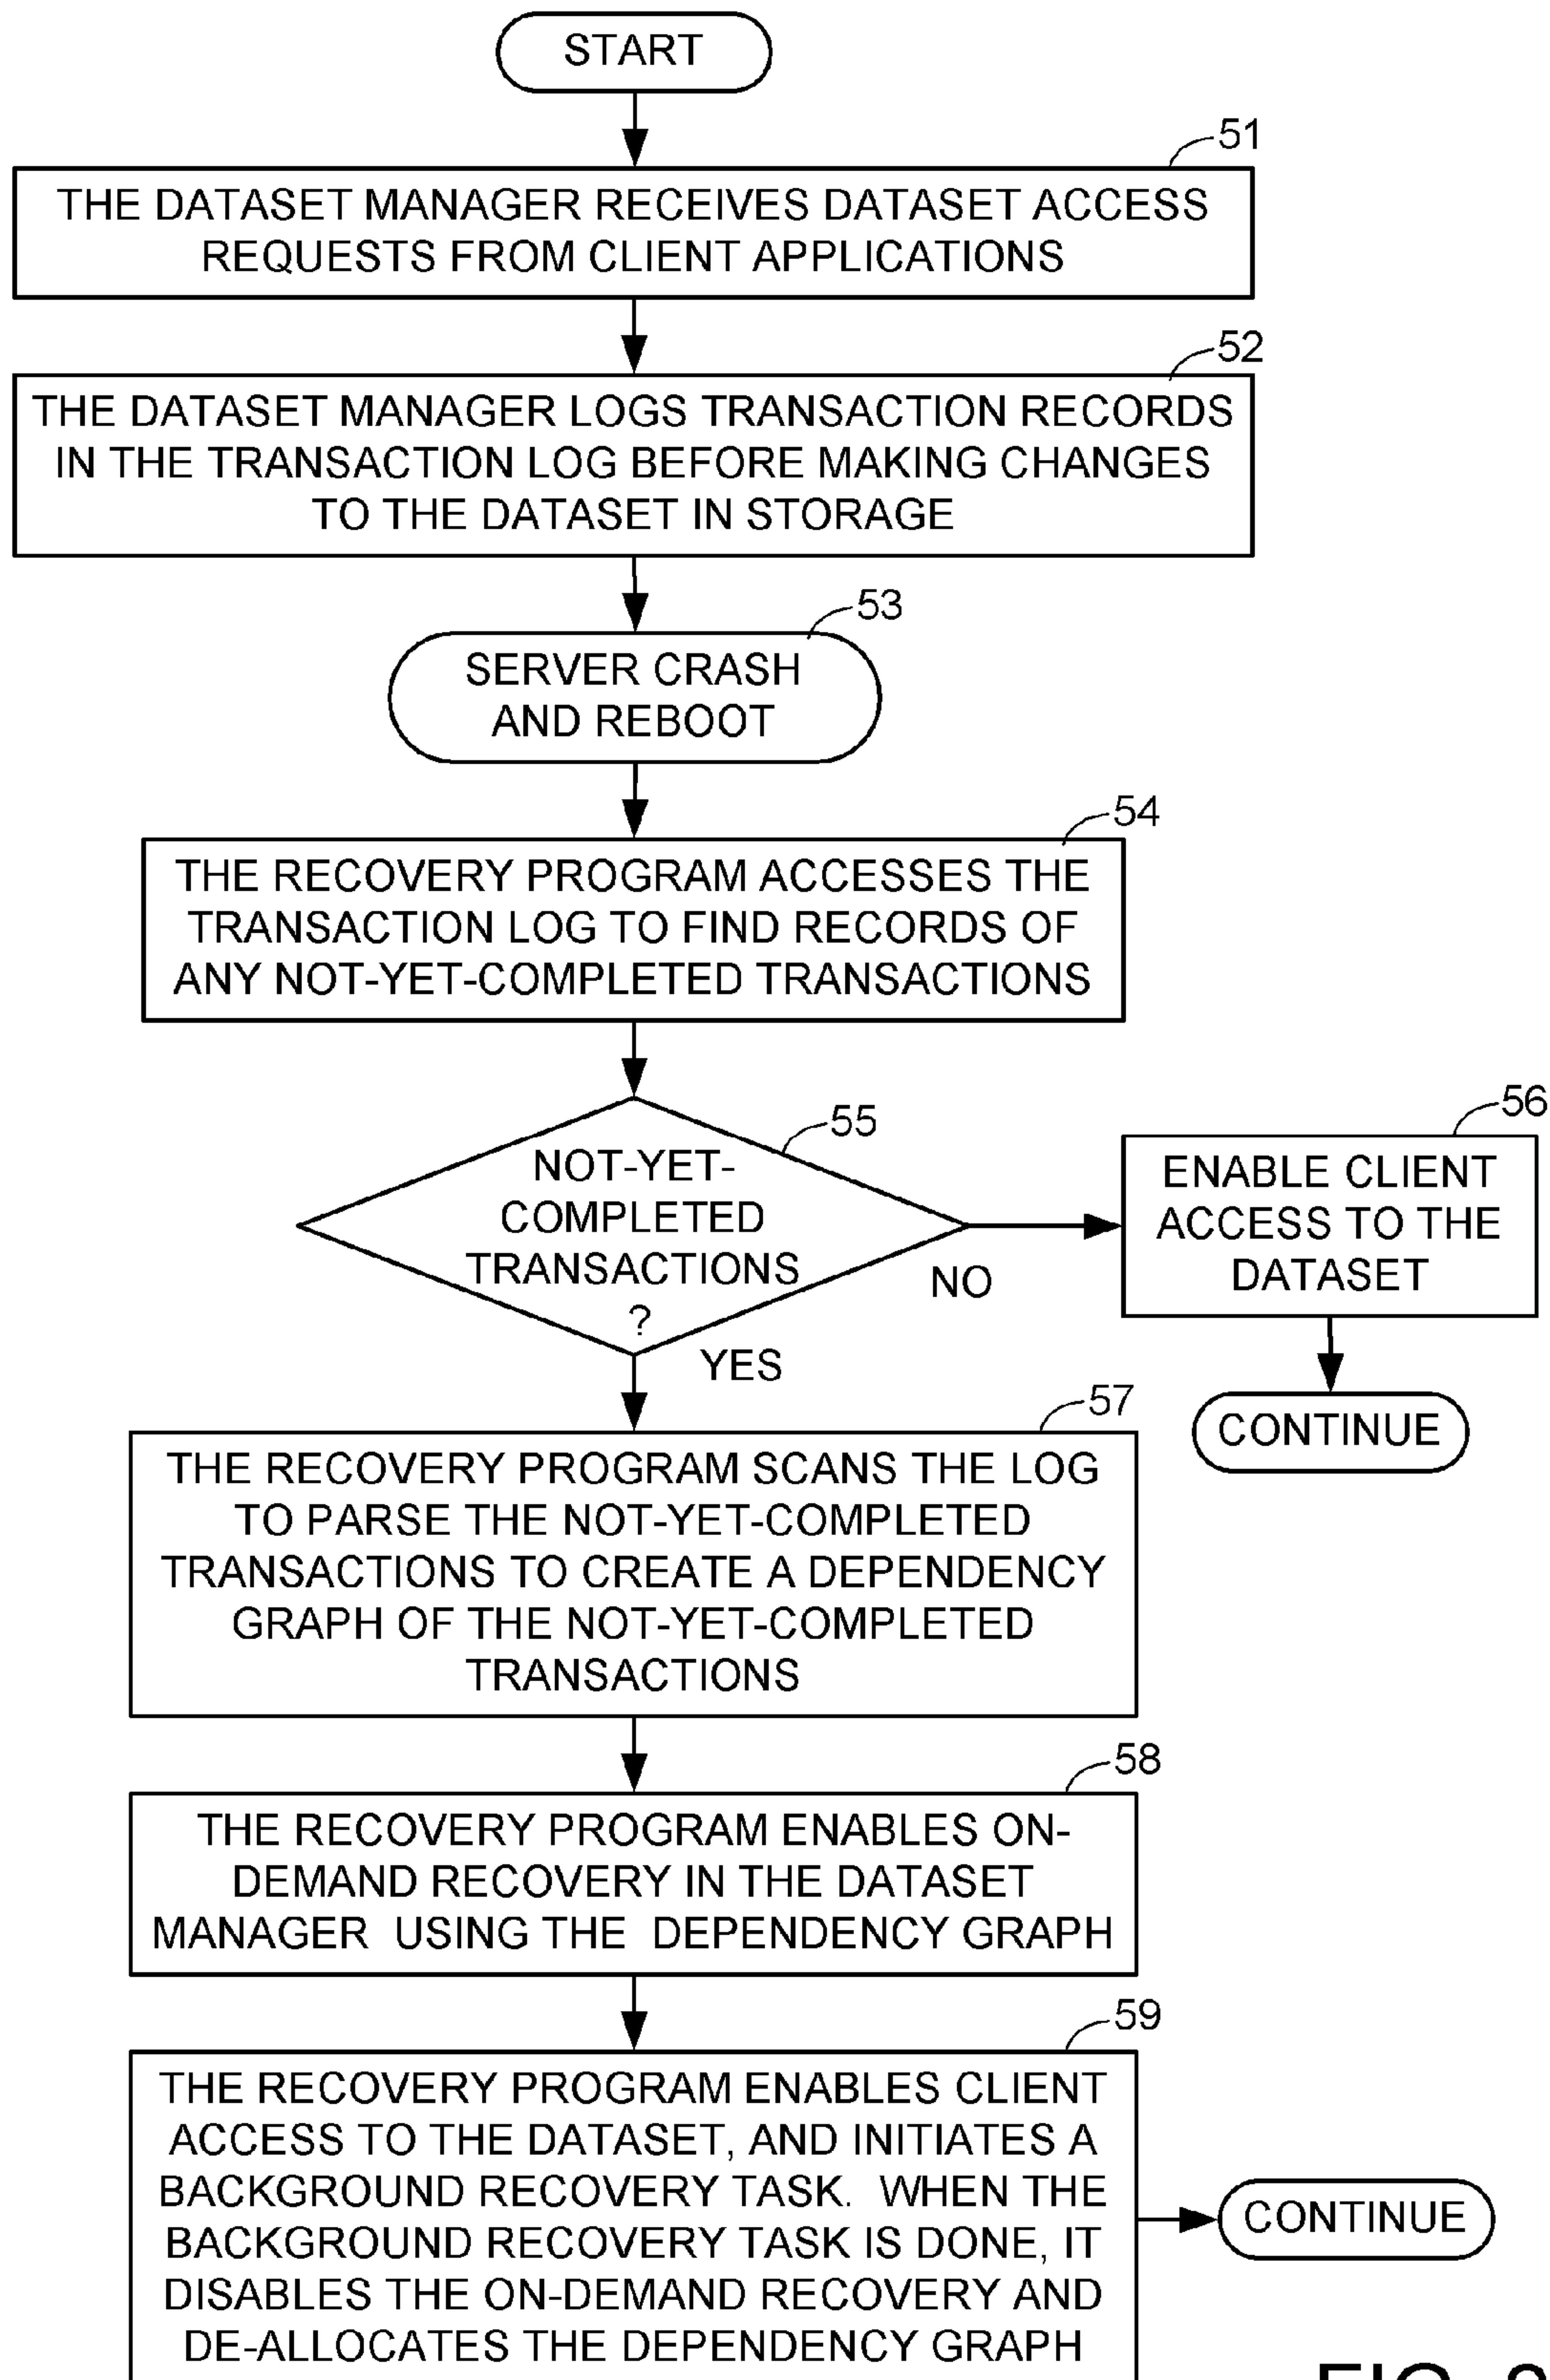 START
51
THE DATASET MANAGER RECEIVES DATASET ACCESS
REQUESTS FROM CLIENT APPLICATIONS
52
THE DATASET MANAGER LOGS TRANSACTION RECORDS
IN THE TRANSACTION LOG BEFORE MAKING CHANGES
TO THE DATASET IN STORAGE
53
SERVER CRASH
AND REBOOT
54
THE RECOVERY PROGRAM ACCESSES THE
TRANSACTION LOG TO FIND RECORDS OF
ANY NOT-YET-COMPLETED TRANSACTIONS
55
NOT-YET-
COMPLETED
TRANSACTIONS
?
NO
YES
56
ENABLE CLIENT
ACCESS TO THE
DATASET
CONTINUE
57
THE RECOVERY PROGRAM SCANS THE LOG
TO PARSE THE NOT-YET-COMPLETED
TRANSACTIONS TO CREATE A DEPENDENCY
GRAPH OF THE NOT-YET-COMPLETED
TRANSACTIONS
58
THE RECOVERY PROGRAM ENABLES ON-
DEMAND RECOVERY IN THE DATASET
MANAGER USING THE DEPENDENCY GRAPH
59
THE RECOVERY PROGRAM ENABLES CLIENT
ACCESS TO THE DATASET, AND INITIATES A
BACKGROUND RECOVERY TASK. WHEN THE
BACKGROUND RECOVERY TASK IS DONE, IT
DISABLES THE ON-DEMAND RECOVERY AND
DE-ALLOCATES THE DEPENDENCY GRAPH
CONTINUE
FIG.